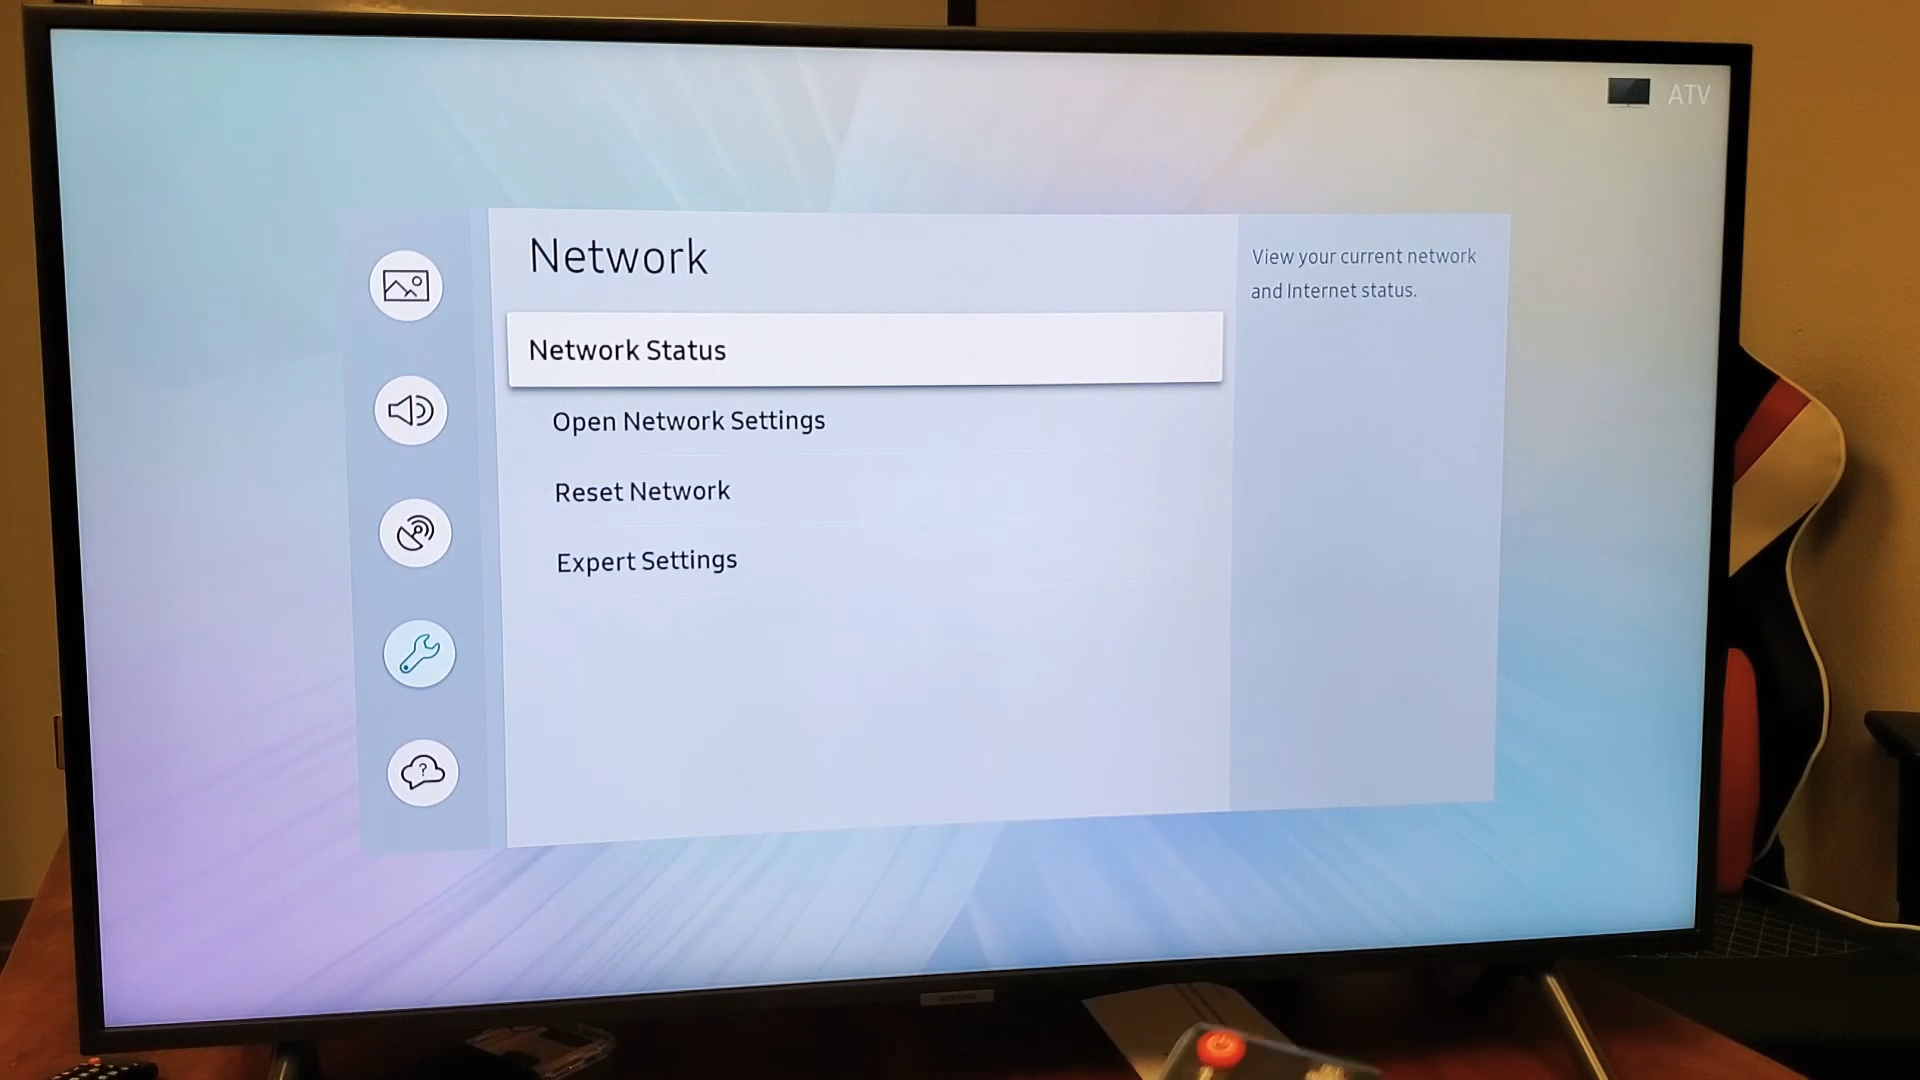 ATV
Network
View your current network
and Internet status.
Network Status
Open Network Settings
Reset Network
Expert Settings
?